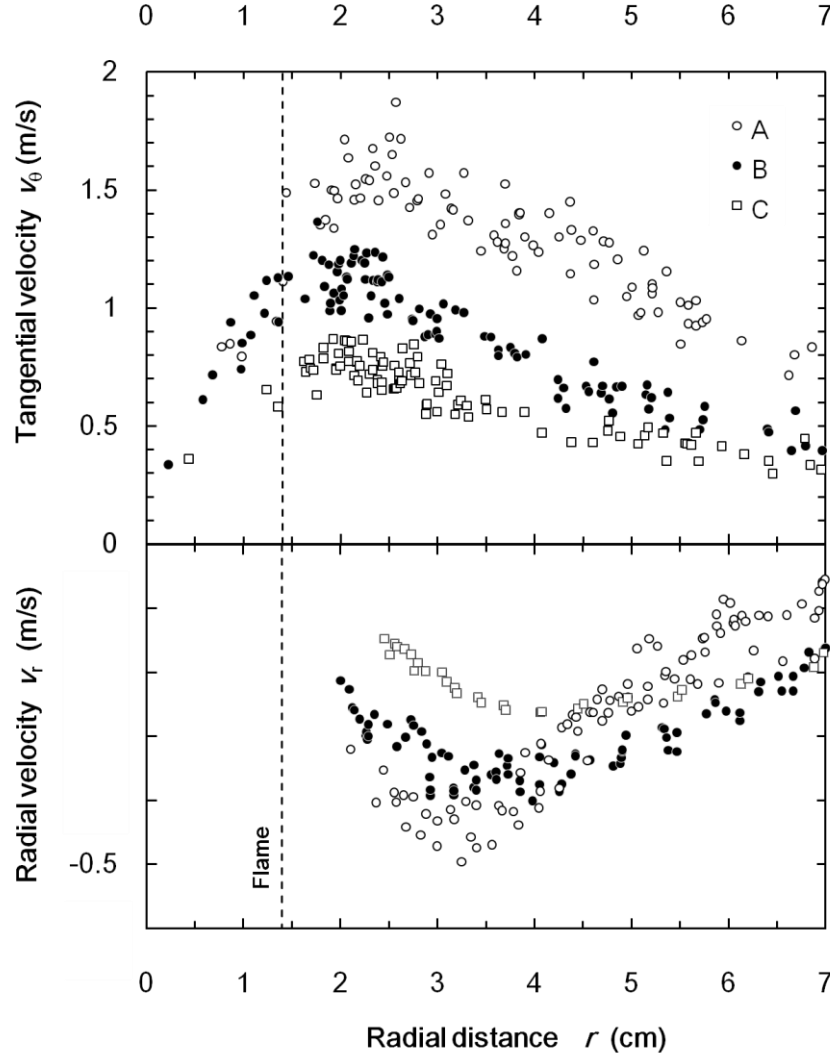 0 1 2 3 4 5 6 7
2
1.5
1
0.5
0
Tangential velocity vθ (m/s)
A
B
C
Radial velocity vr (m/s)
-0.5
Flame
0 1 2 3 4 5 6 7
Radial distance r (cm)